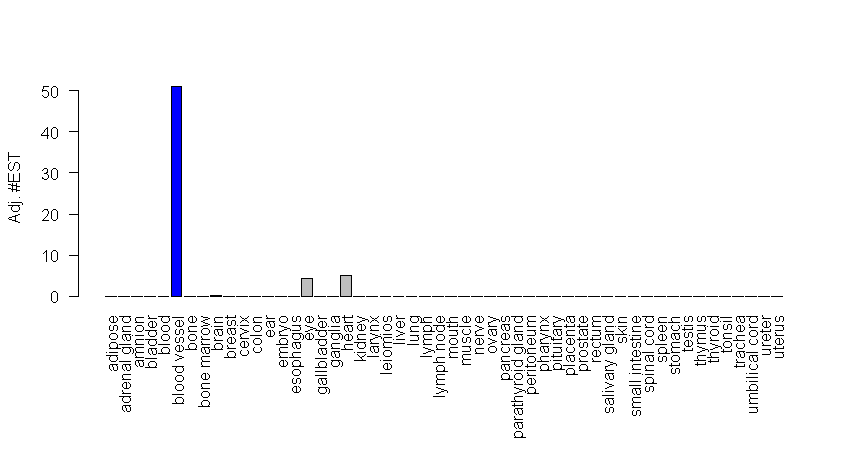 Adj. #EST
50
40
30
20
10
0
adipose
adrenal gland
amnion
bladder
blood
blood vessel
bone
bone marrow
brain
breast
cervix
colon
ear
embryo
esophagus
eye
gallbladder
ganglia
heart
kidney
larynx
leiomios
liver
lung
lymph
lymph node
mouth
muscle
nerve
ovary
pancreas
parathyroid gland
peritoneum
pharynx
pituitary
placenta
prostate
rectum
salivary gland
skin
small intestine
spinal cord
spleen
stomach
testis
thymus
thyroid
tonsil
trachea
umbilical cord
ureter
uterus